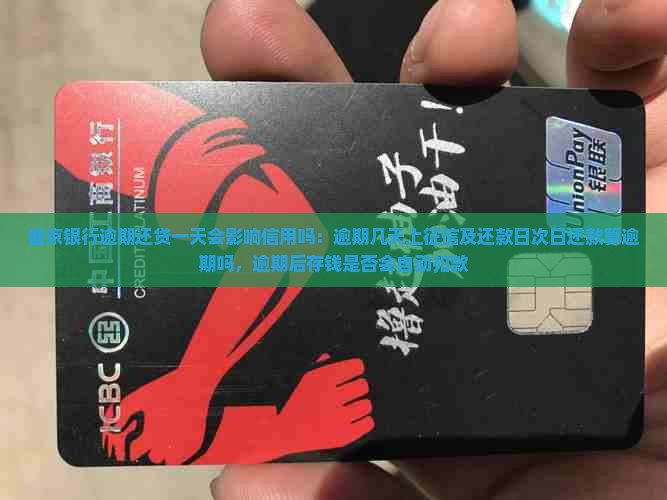 盛京银行逾期还贷一天会影响信用吗：逾期几天上征信及还款日次日还款算逾
期吗，逾期后存钱是否会自动扣款
ICBC 中国工商银行
CREDIT PLATINUM
撸起袖子
加油干！
UnionPay
银联